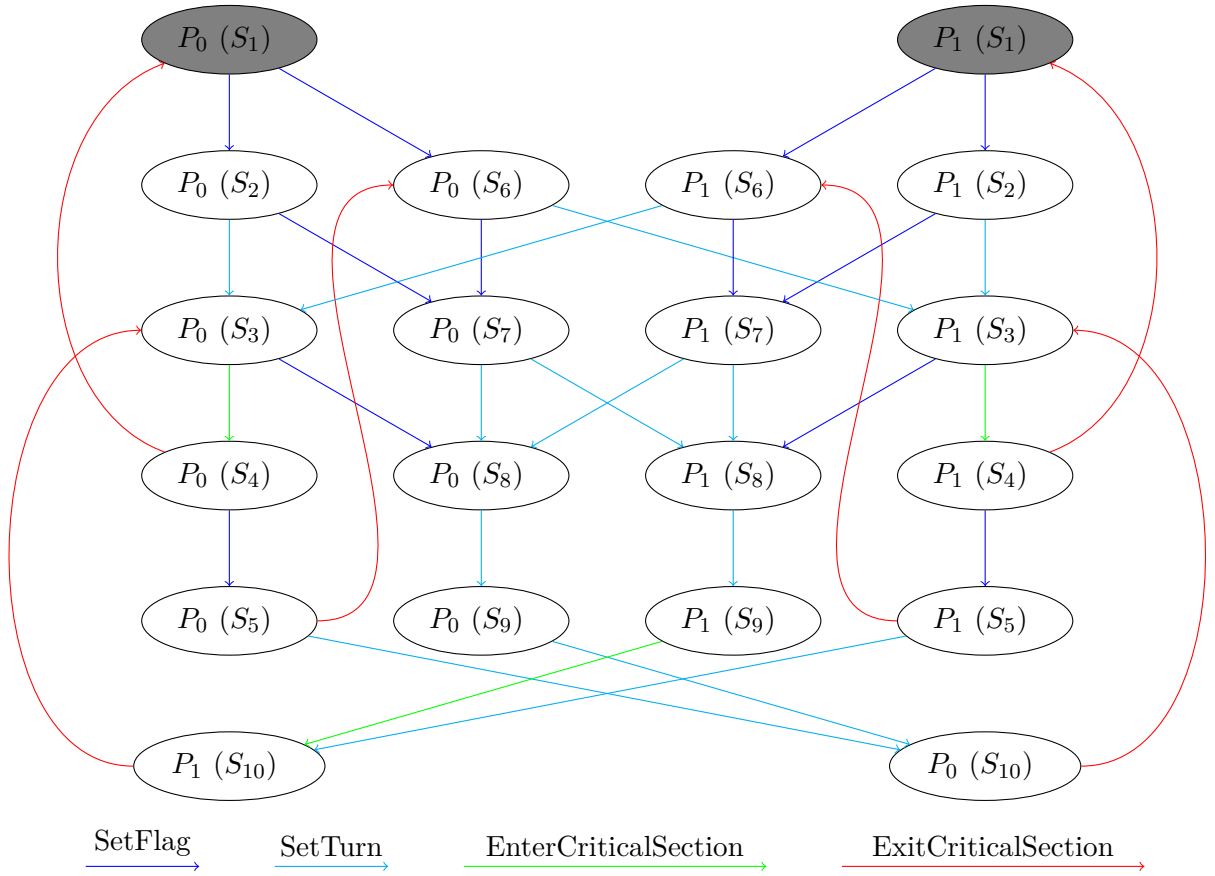 P₀ (S₁) P₁ (S₁)
P₀ (S₂) P₀ (S₆) P₁ (S₆) P₁ (S₂)
P₀ (S₃) P₀ (S₇) P₁ (S₇) P₁ (S₃)
P₀ (S₄) P₀ (S₈) P₁ (S₈) P₁ (S₄)
P₀ (S₅) P₀ (S₉) P₁ (S₉) P₁ (S₅)
P₁ (S₁₀) P₀ (S₁₀)
SetFlag SetTurn EnterCriticalSection ExitCriticalSection